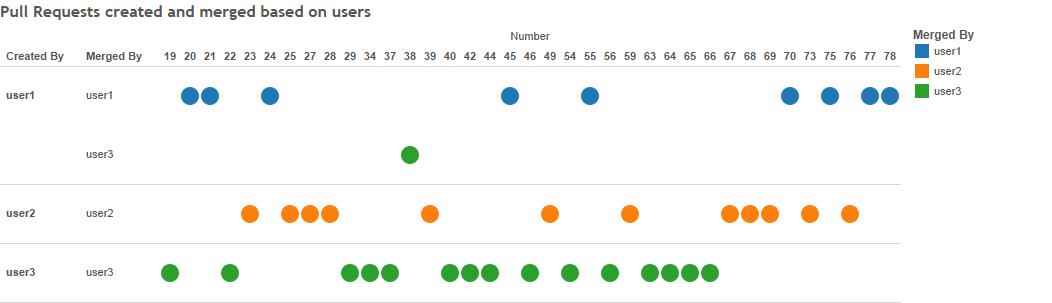 Pull Requests created and merged based on users
Number
Created By Merged By 19 20 21 22 23 24 25 27 28 29 34 37 38 39 40 42 44 45 46 49 54 55 56 59 63 64 65 66 67 68 69 70 73 75 76 77 78
user1 user1
user3
user2 user2
user3 user3
Merged By
user1
user2
user3